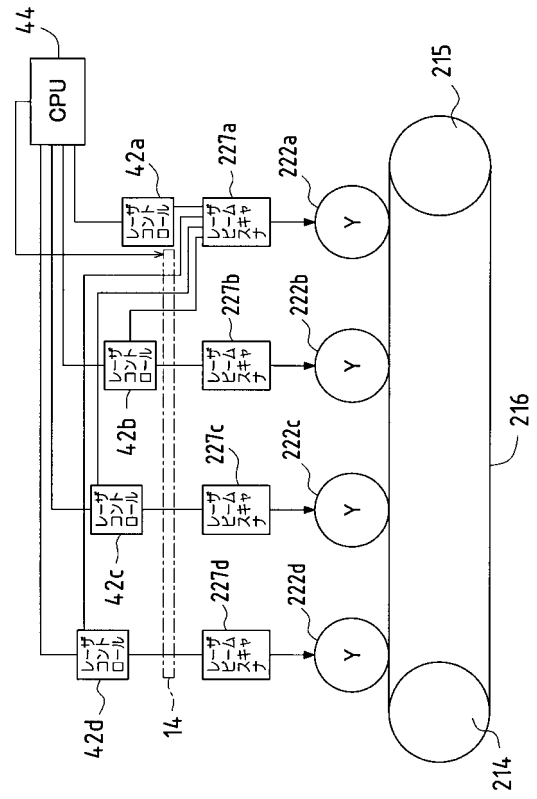 44
CPU
42a
レーザ
コント
ロール
227a
レーザ
ビーム
スキャ
ナ
222a
Y
215
42b
レーザ
コント
ロール
227b
レーザ
ビーム
スキャ
ナ
222b
Y
42c
レーザ
コント
ロール
227c
レーザ
ビーム
スキャ
ナ
222c
Y
216
42d
レーザ
コント
ロール
14
227d
レーザ
ビーム
スキャ
ナ
222d
Y
214